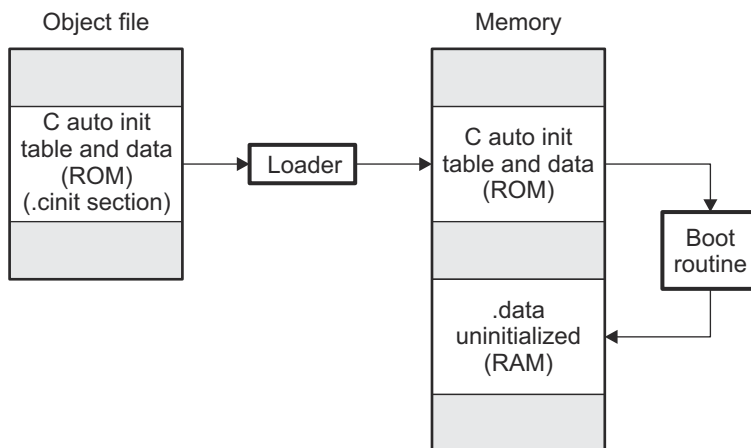 Object file
Memory
C auto init
table and data
(ROM)
(.cinit section)
Loader
C auto init
table and data
(ROM)
Boot
routine
.data
uninitialized
(RAM)